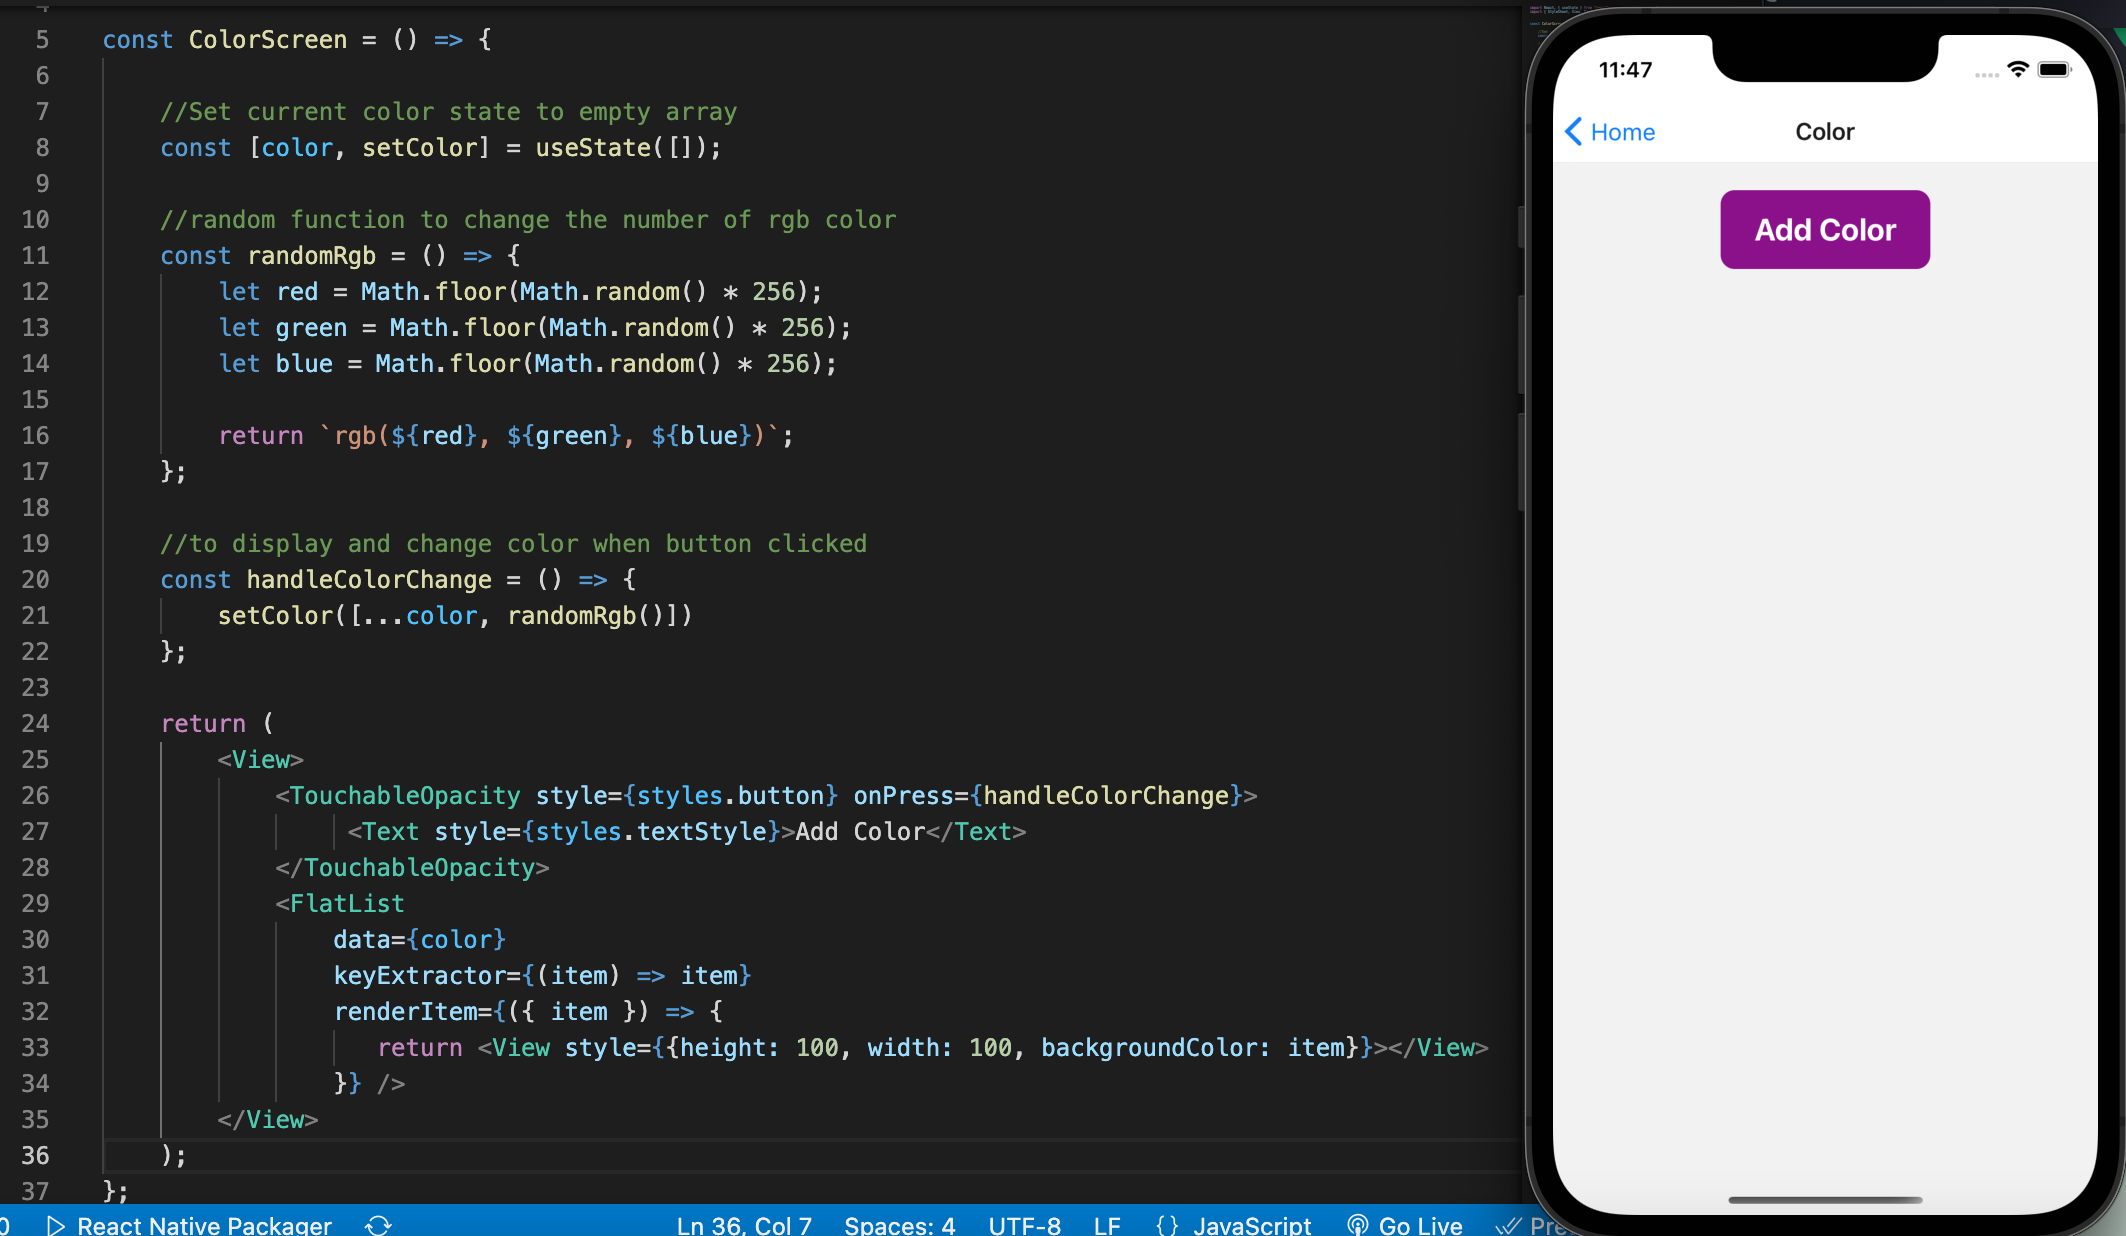 4
5 const ColorScreen = () => {
6
7 //Set current color state to empty array
8 const [color, setColor] = useState([]);
9
10 //random function to change the number of rgb color
11 const randomRgb = () => {
12 let red = Math.floor(Math.random() * 256);
13 let green = Math.floor(Math.random() * 256);
14 let blue = Math.floor(Math.random() * 256);
15
16 return `rgb(${red}, ${green}, ${blue})`;
17 };
18
19 //to display and change color when button clicked
20 const handleColorChange = () => {
21 setColor([...color, randomRgb()])
22 };
23
24 return (
25 <View>
26 <TouchableOpacity style={styles.button} onPress={handleColorChange}>
27 <Text style={styles.textStyle}>Add Color</Text>
28 </TouchableOpacity>
29 <FlatList
30 data={color}
31 keyExtractor={(item) => item}
32 renderItem={({ item }) => {
33 return <View style={{height: 100, width: 100, backgroundColor: item}}></View>
34 }} />
35 </View>
36 );
37 };
0 React Native Packager Ln 36, Col 7 Spaces: 4 UTF-8 LF {} JavaScript Go Live
11:47
Home Color
Add Color